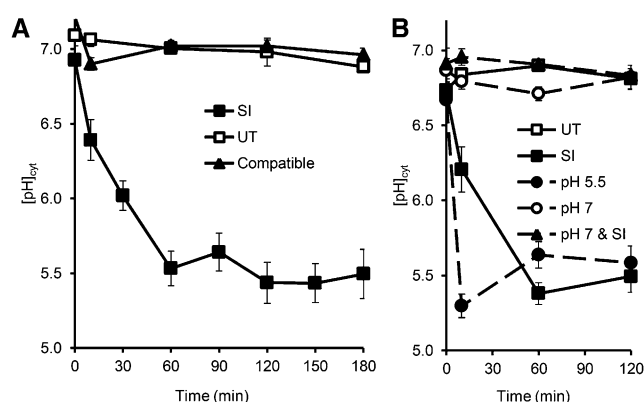 A
B
[pH]cyt
7.0
6.5
6.0
5.5
5.0
SI
UT
Compatible
0 30 60 90 120 150 180
Time (min)
[pH]cyt
7.0
6.5
6.0
5.5
5.0
UT
SI
pH 5.5
pH 7
pH 7 & SI
0 30 60 90 120
Time (min)